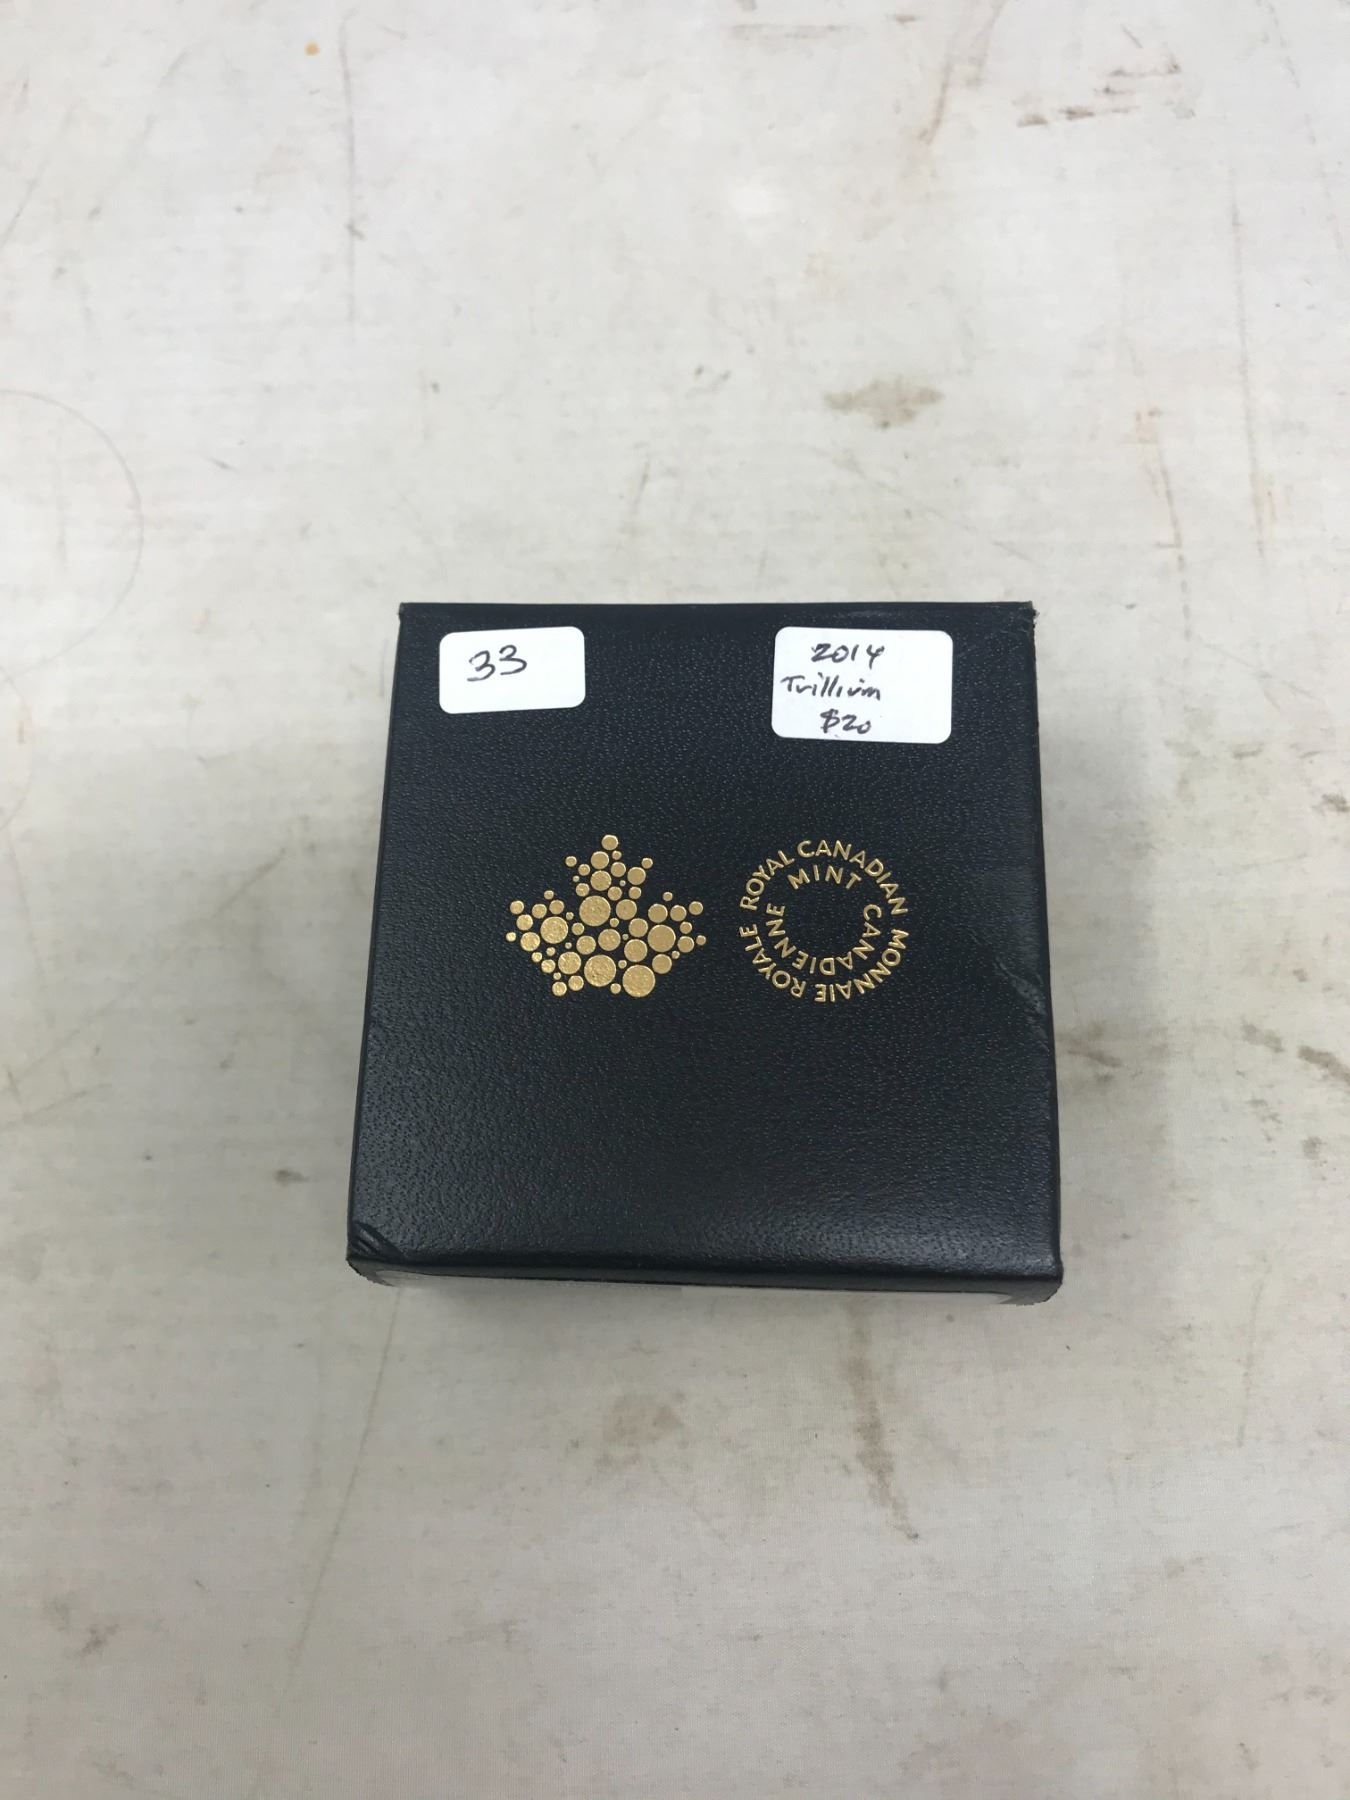 33
2014
Trillium
$20
ROYAL CANADIAN MINT
MONNAIE ROYALE CANADIENNE